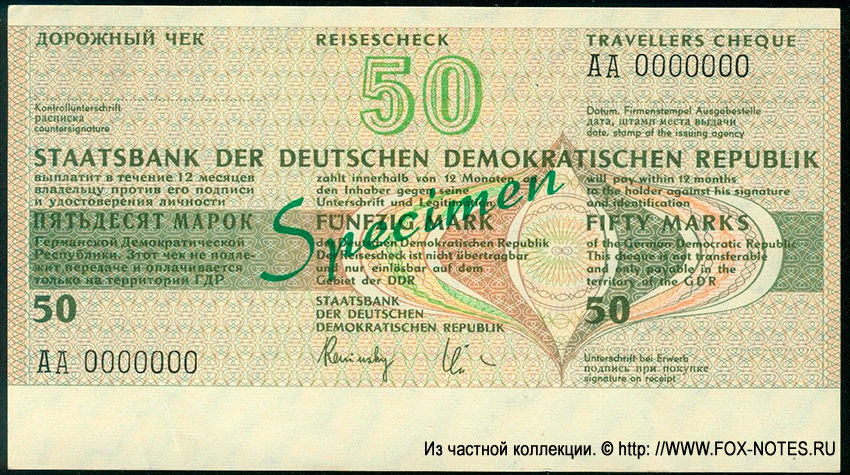 ДОРОЖНЫЙ ЧЕК REISESCHECK TRAVELLERS CHEQUE
AA 0000000
50
Kontrollunterschrift
расписка
countersignature
Datum, Firmenstempel Ausgabestelle
дата, штамп места выдачи
date, stamp of the issuing agency
STAATSBANK DER DEUTSCHEN DEMOKRATISCHEN REPUBLIK
выплатит в течение 12 месяцев
владельцу против его подписи
и удостоверения личности
zahlt innerhalb von 12 Monaten an
den Inhaber gegen seine
Unterschrift und Legitimation
will pay within 12 months
to the holder against his signature
and identification
Specimen
ПЯТЬДЕСЯТ МАРОК FÜNFZIG MARK FIFTY MARKS
Германской Демократической
Республики. Этот чек не подле-
жит передаче и оплачивается
только на территории ГДР
der Deutschen Demokratischen Republik
Der Reisescheck ist nicht übertragbar
und nur einlösbar auf dem
Gebiet der DDR
of the German Democratic Republic
This cheque is not transferable
and only payable in the
territory of the GDR
50
STAATSBANK
DER DEUTSCHEN
DEMOKRATISCHEN REPUBLIK
50
AA 0000000
Unterschrift bei Erwerb
подпись при покупке
signature on receipt
Из частной коллекции. © http: //WWW.FOX-NOTES.RU